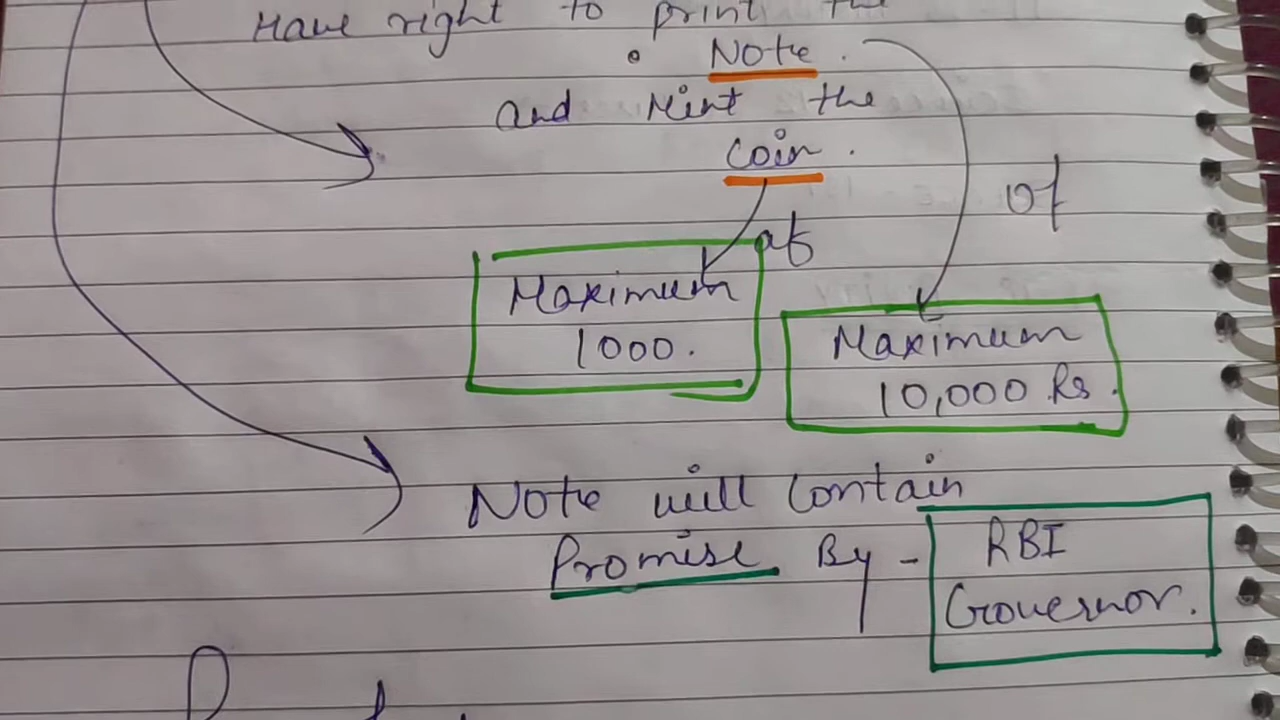 Have right to print the
• Note.
and Mint the
Coin.
of
of
Maximum
1000.
Maximum
10,000 Rs.
Note will contain
Promise By - RBI
Governor.